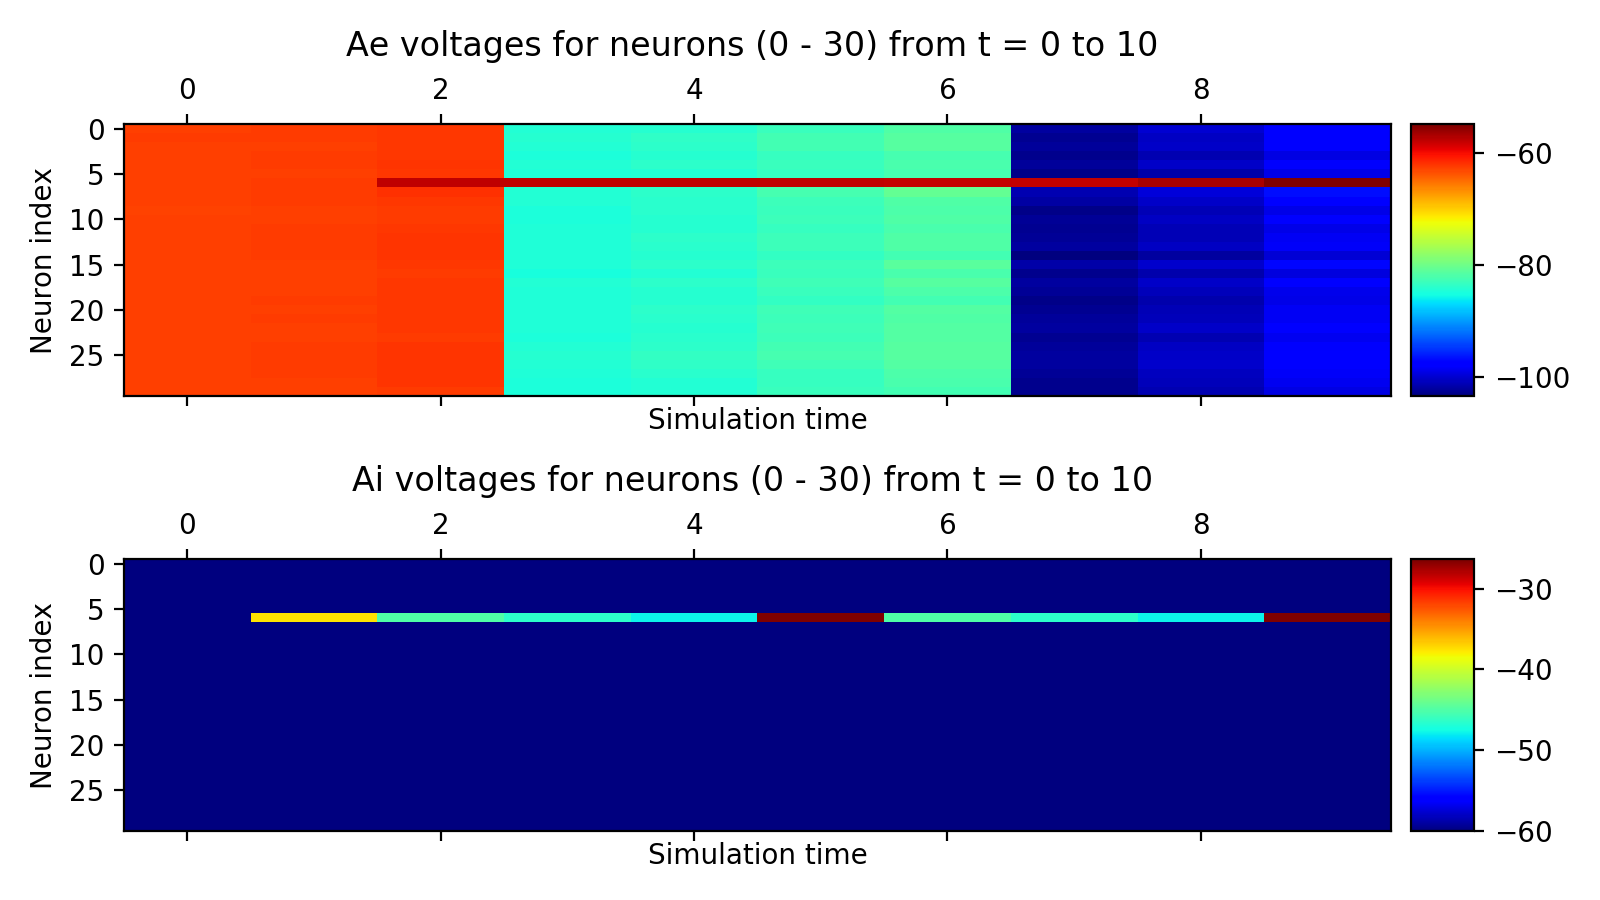 Ae voltages for neurons (0 - 30) from t = 0 to 10
0 2 4 6 8
0
5
10
15
20
25
Neuron index
Simulation time
−60
−80
−100
Ai voltages for neurons (0 - 30) from t = 0 to 10
0 2 4 6 8
0
5
10
15
20
25
Neuron index
Simulation time
−30
−40
−50
−60